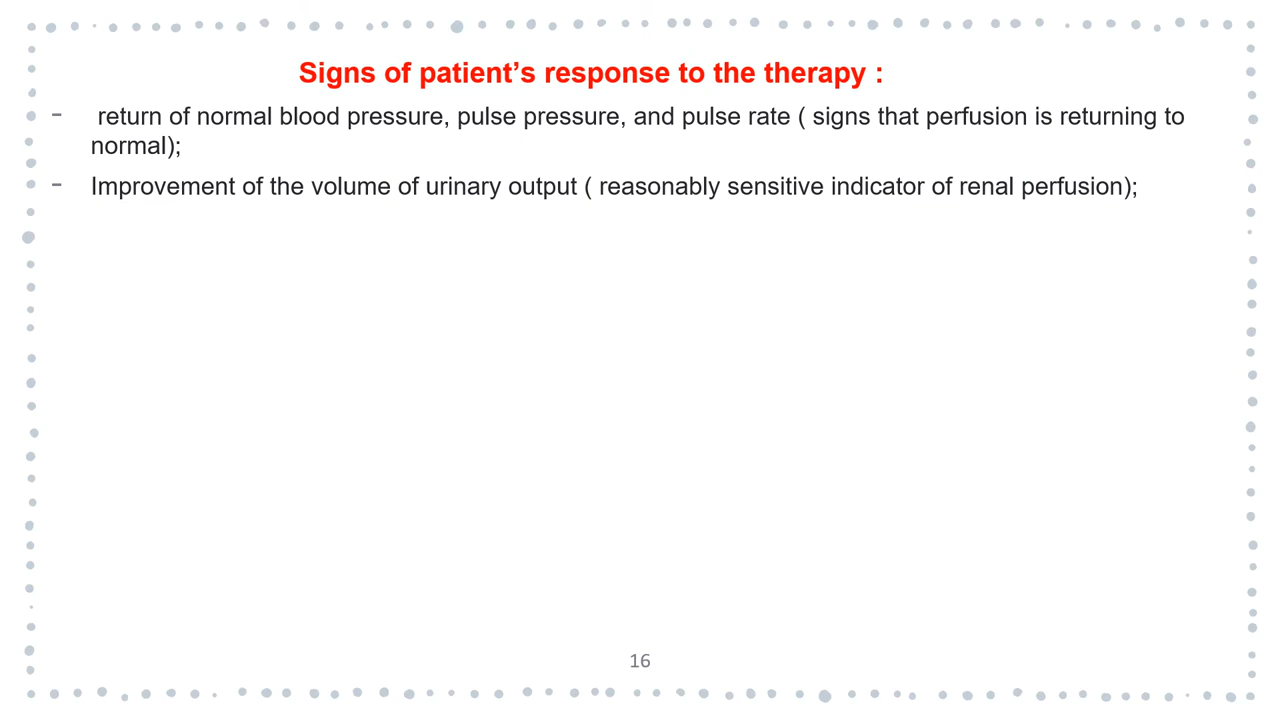 Signs of patient’s response to the therapy :
- return of normal blood pressure, pulse pressure, and pulse rate ( signs that perfusion is returning to
normal);
- Improvement of the volume of urinary output ( reasonably sensitive indicator of renal perfusion);
16